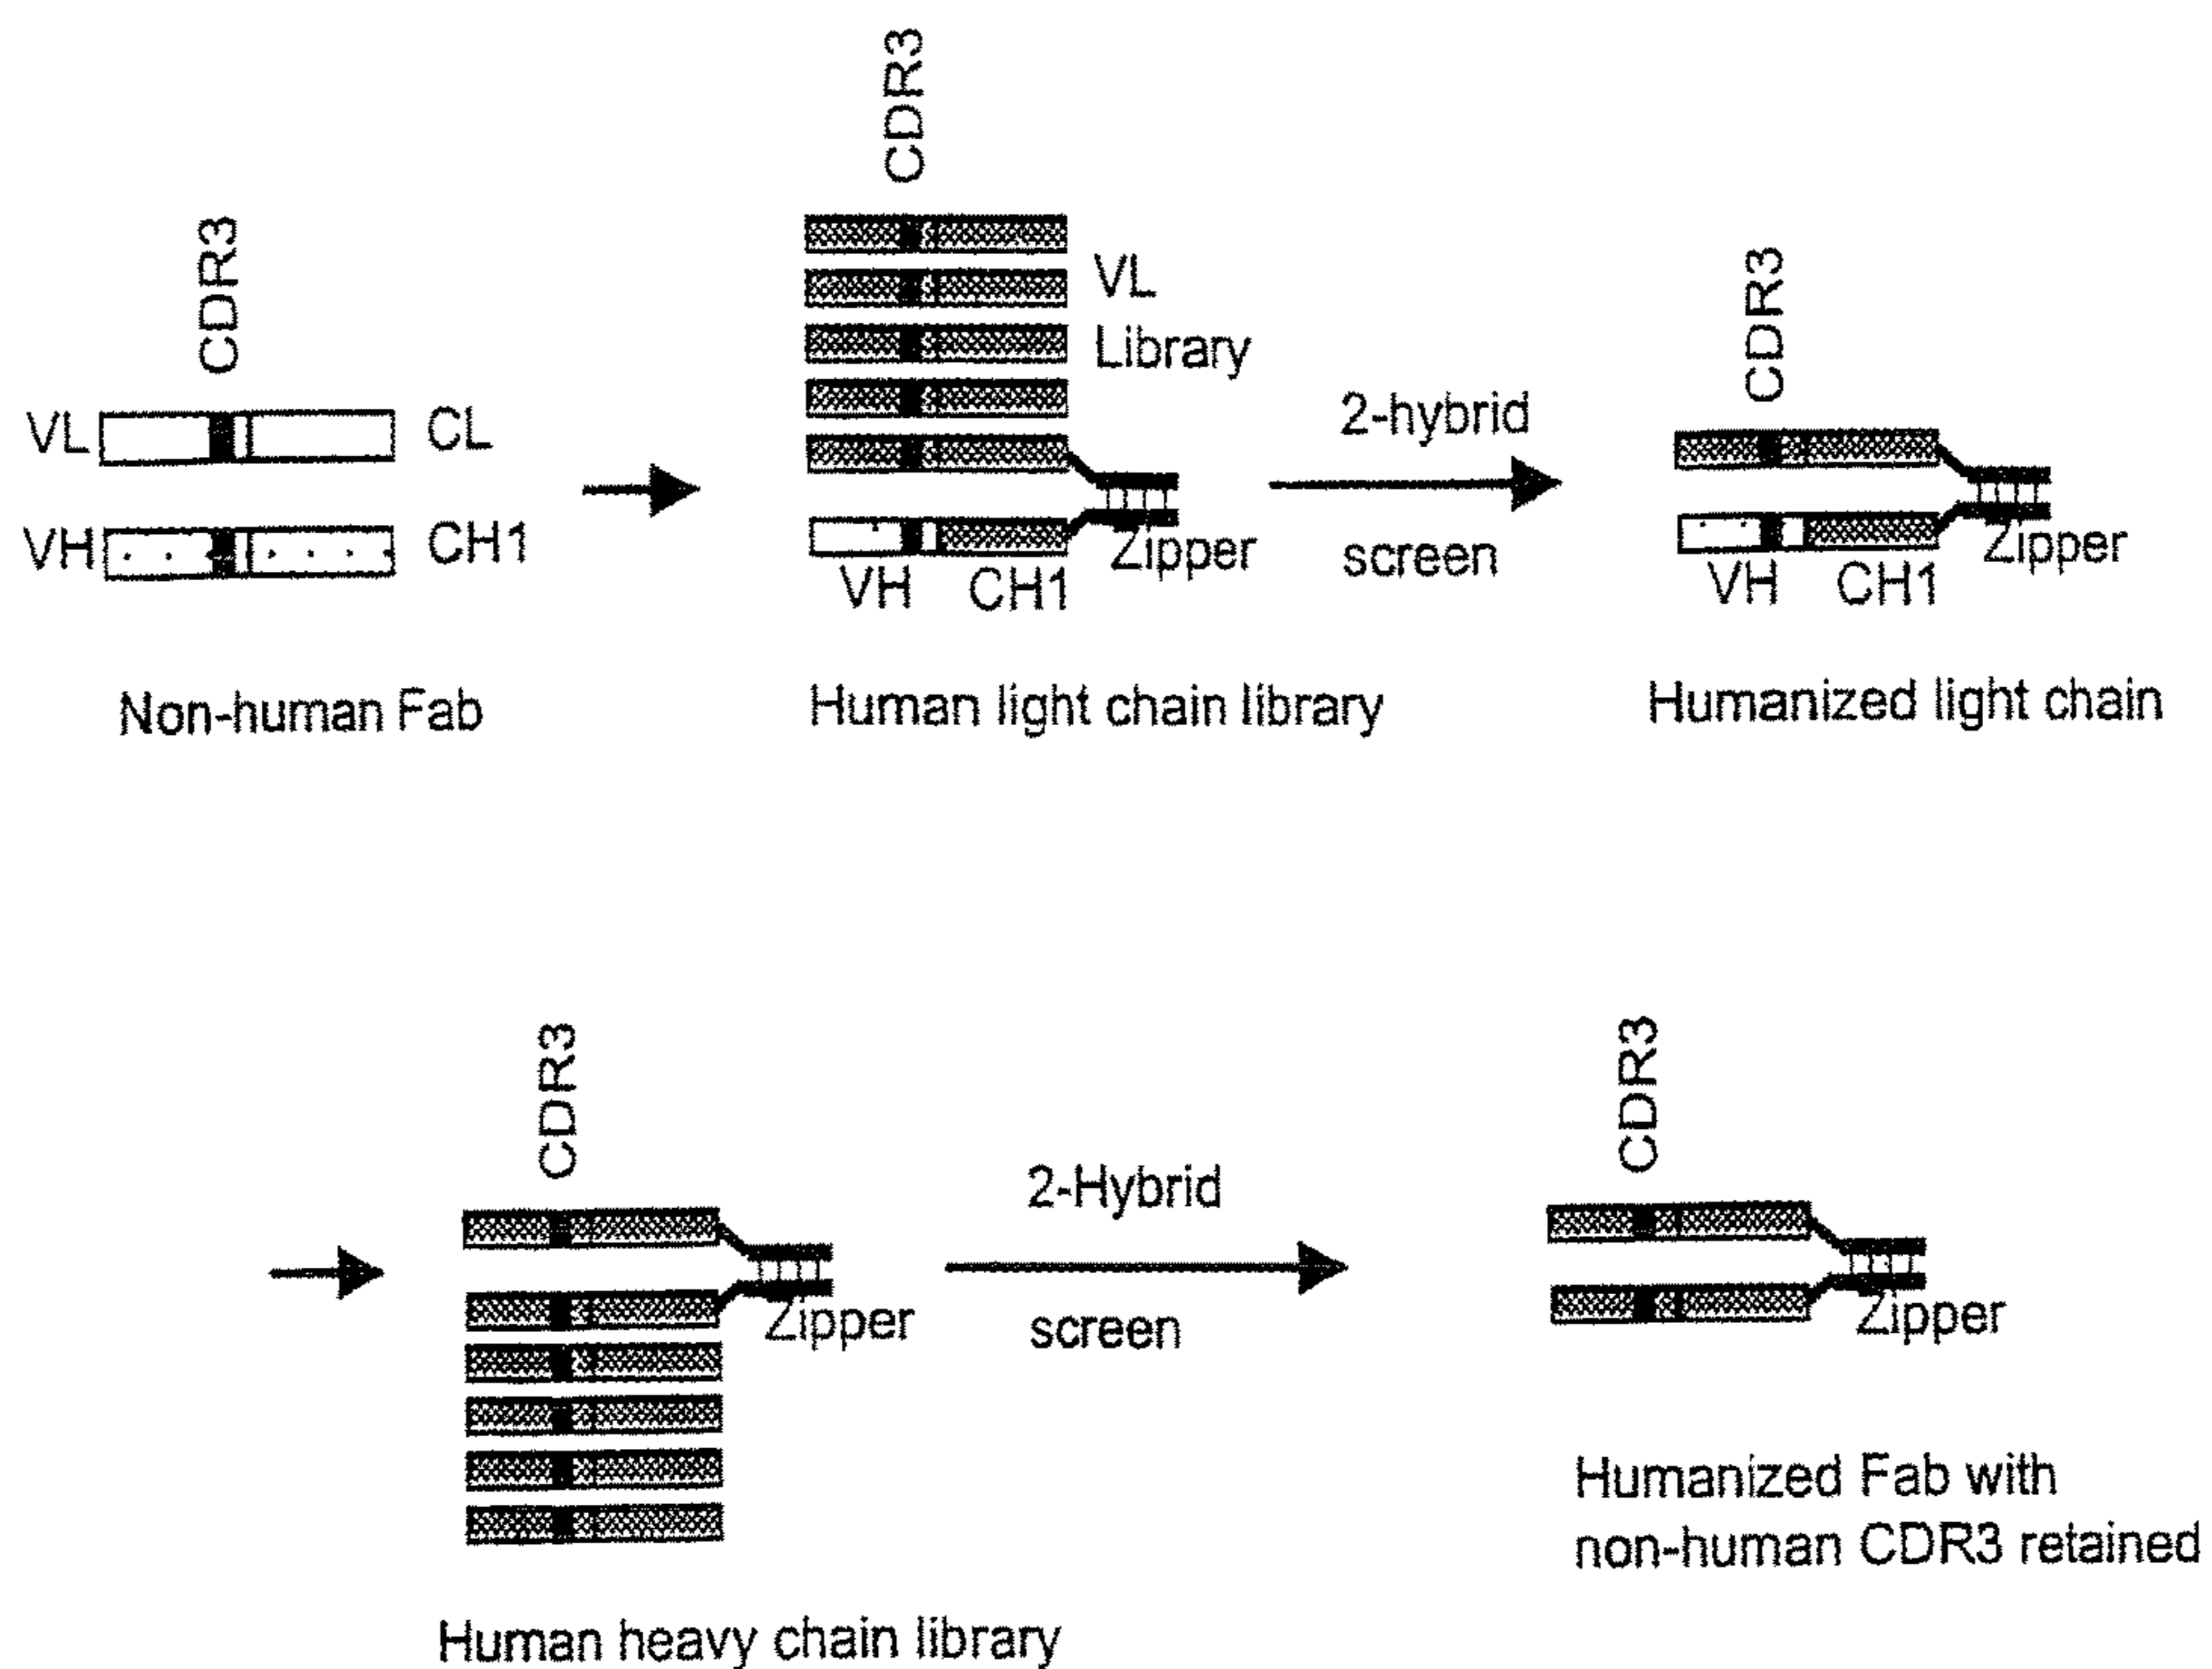 CDR3
VL
CL
VH
CH1
Non-human Fab
CDR3
VL
Library
Zipper
VH
CH1
Human light chain library
2-hybrid
screen
CDR3
Zipper
VH
CH1
Humanized light chain
CDR3
Zipper
Human heavy chain library
2-Hybrid
screen
CDR3
Zipper
Humanized Fab with
non-human CDR3 retained